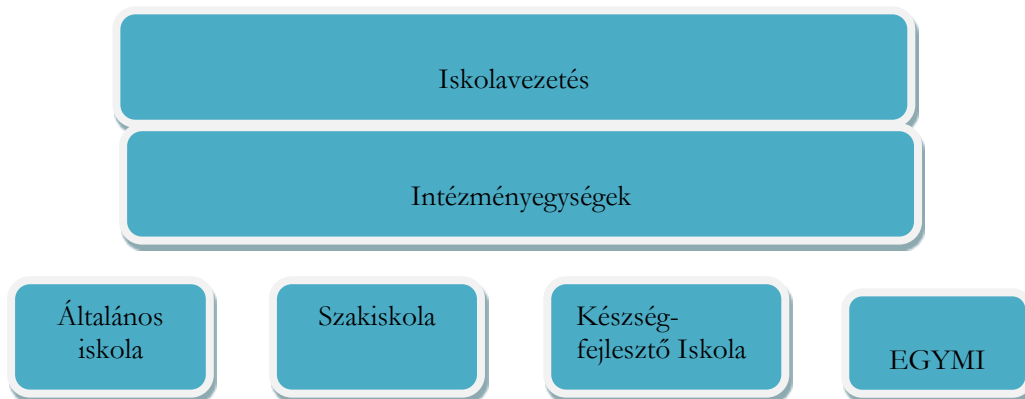 Iskolavezetés
Intézményegységek
Általános
iskola
Szakiskola
Készség-
fejlesztő Iskola
EGYMI